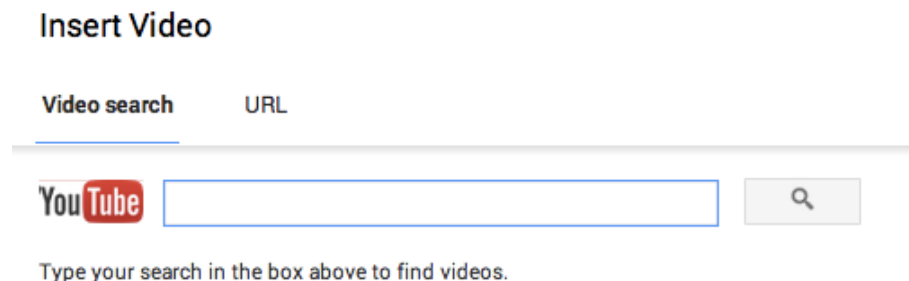 Insert Video
Video search URL
YouTube
Type your search in the box above to find videos.